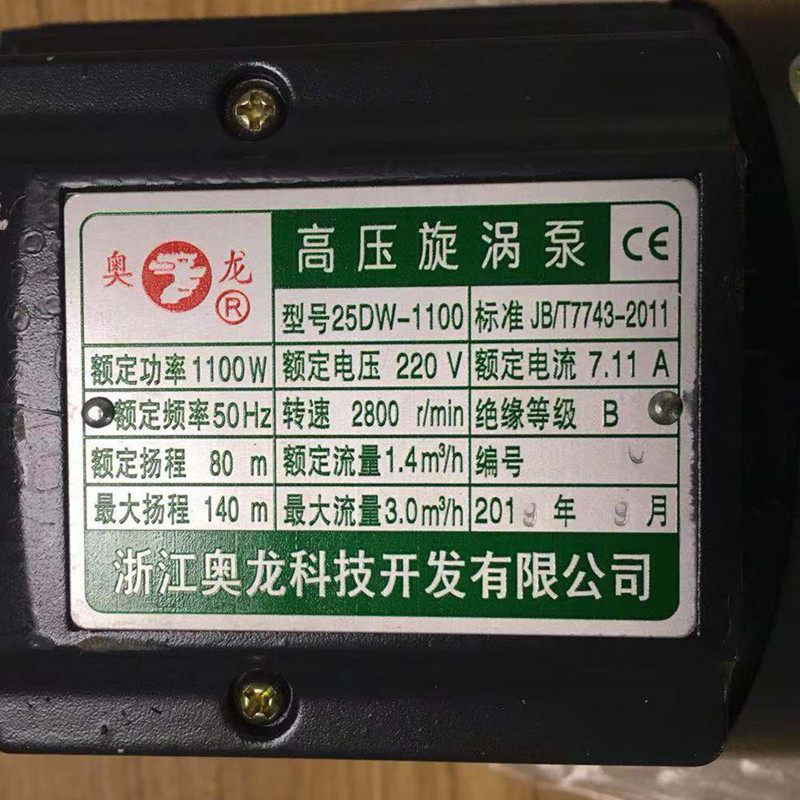 奥龙® 高压旋涡泵 CE
型号25DW-1100 标准 JB/T7743-2011
额定功率1100W 额定电压 220 V 额定电流 7.11 A
额定频率50Hz 转速 2800 r/min 绝缘等级 B
额定扬程 80 m 额定流量1.4m³/h 编号
最大扬程 140 m 最大流量3.0m³/h 2019 年 9 月
浙江奥龙科技开发有限公司